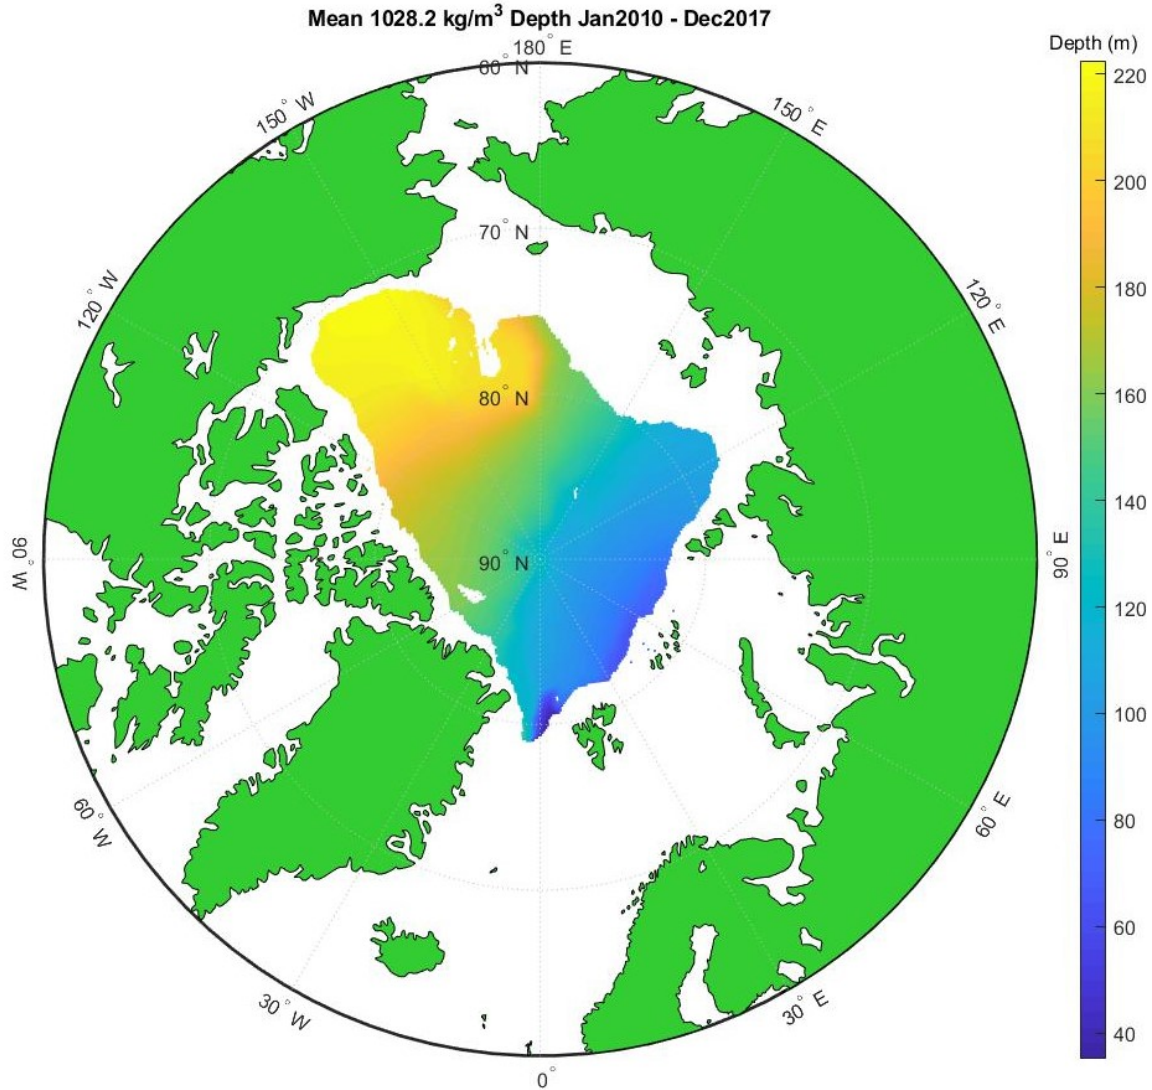 Mean 1028.2 kg/m³ Depth Jan2010 - Dec2017
Depth (m)
180° E
60° N
150° W
150° E
70° N
120° W
120° E
80° N
90° N
90° W
90° E
60° W
60° E
30° W
30° E
0°
220
200
180
160
140
120
100
80
60
40